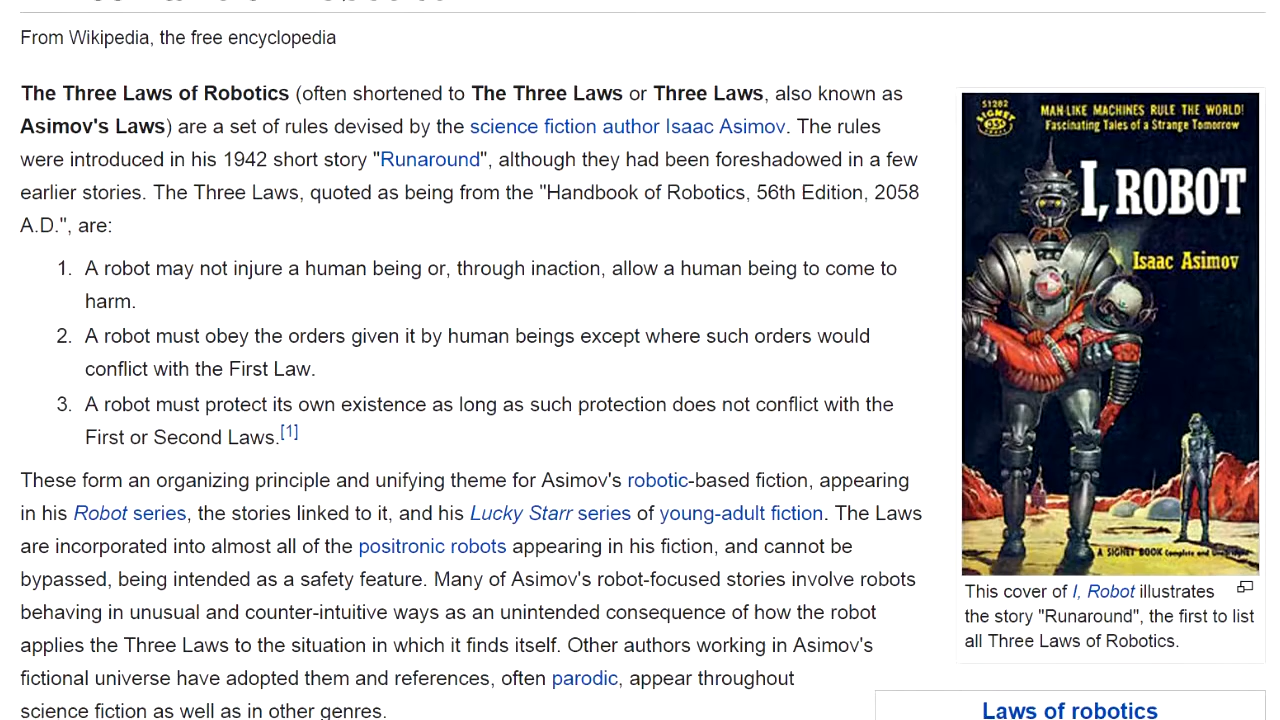 From Wikipedia, the free encyclopedia
The Three Laws of Robotics (often shortened to The Three Laws or Three Laws, also known as
Asimov's Laws) are a set of rules devised by the science fiction author Isaac Asimov. The rules
were introduced in his 1942 short story "Runaround", although they had been foreshadowed in a few
earlier stories. The Three Laws, quoted as being from the "Handbook of Robotics, 56th Edition, 2058
A.D.", are:
1. A robot may not injure a human being or, through inaction, allow a human being to come to
harm.
2. A robot must obey the orders given it by human beings except where such orders would
conflict with the First Law.
3. A robot must protect its own existence as long as such protection does not conflict with the
First or Second Laws.[1]
These form an organizing principle and unifying theme for Asimov's robotic-based fiction, appearing
in his Robot series, the stories linked to it, and his Lucky Starr series of young-adult fiction. The Laws
are incorporated into almost all of the positronic robots appearing in his fiction, and cannot be
bypassed, being intended as a safety feature. Many of Asimov's robot-focused stories involve robots
behaving in unusual and counter-intuitive ways as an unintended consequence of how the robot
applies the Three Laws to the situation in which it finds itself. Other authors working in Asimov's
fictional universe have adopted them and references, often parodic, appear throughout
science fiction as well as in other genres.
S1282
SIGNET
35¢
MAN-LIKE MACHINES RULE THE WORLD!
Fascinating Tales of a Strange Tomorrow
I, ROBOT
Isaac Asimov
A SIGNET BOOK Complete and
This cover of I, Robot illustrates
the story "Runaround", the first to list
all Three Laws of Robotics.
Laws of robotics